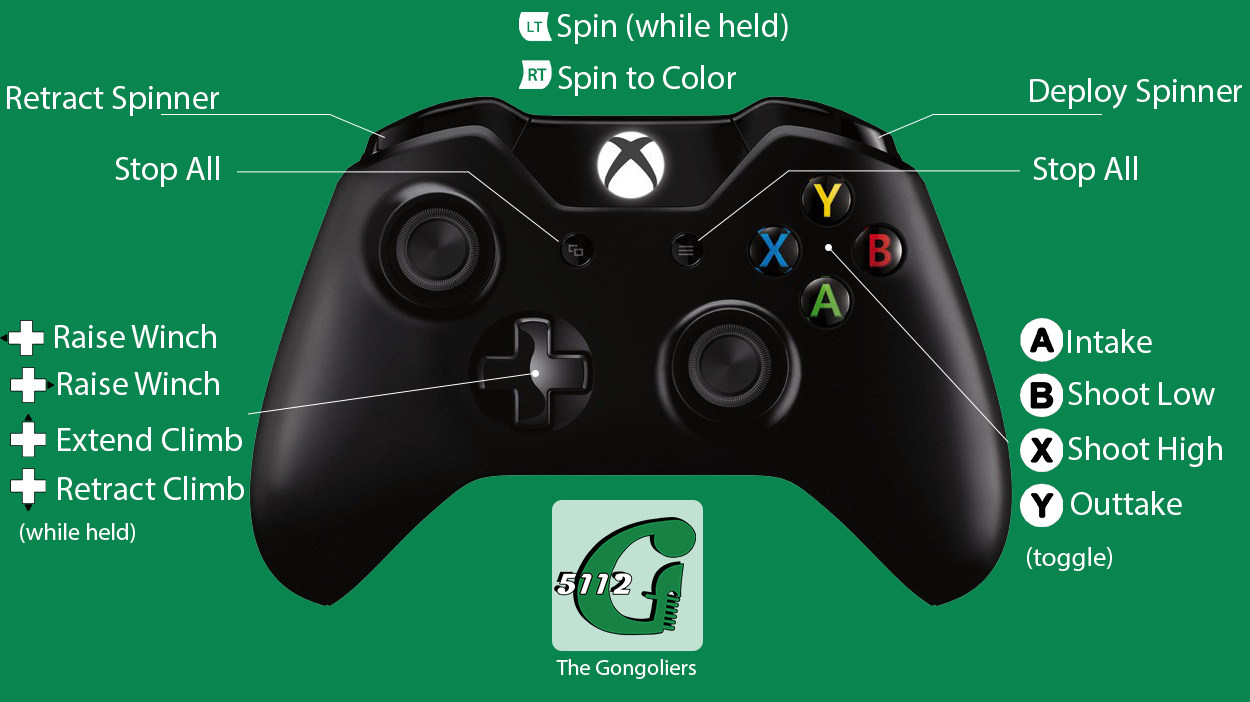 LT Spin (while held)
RT Spin to Color
Retract Spinner
Deploy Spinner
Stop All
Stop All
Y
X
B
A
Raise Winch
Raise Winch
Extend Climb
Retract Climb
(while held)
A Intake
B Shoot Low
X Shoot High
Y Outtake
(toggle)
5112
G
The Gongoliers